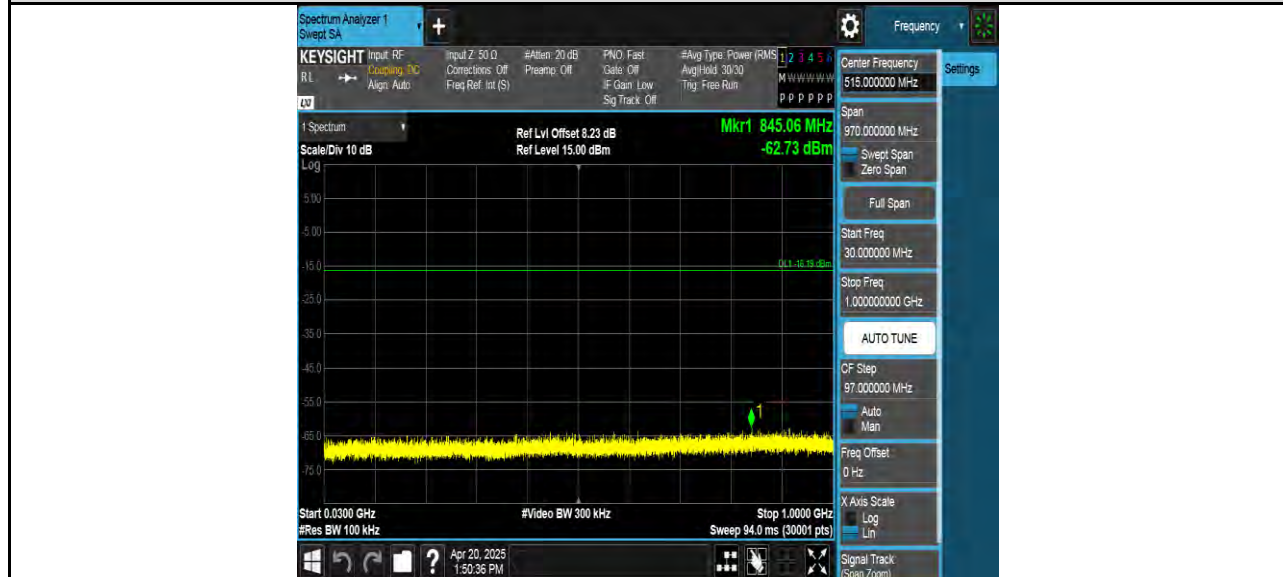 Spectrum Analyzer 1
Swept SA
+
Frequency
KEYSIGHT
Input: RF
Coupling: DC
Align: Auto
RL
LXI
Input Z: 50 Ω
Corrections: Off
Freq Ref: Int (S)
#Atten: 20 dB
Preamp: Off
PNO: Fast
Gate: Off
IF Gain: Low
Sig Track: Off
#Avg Type: Power (RMS
Avg|Hold: 30/30
Trig: Free Run
1 2 3 4 5 6
M W W W W W
P P P P P P
1 Spectrum
Scale/Div 10 dB
Log
Ref Lvl Offset 8.23 dB
Ref Level 15.00 dBm
Mkr1 845.06 MHz
-62.73 dBm
5.00
-5.00
-15.0
-25.0
-35.0
-45.0
-55.0
-65.0
-75.0
DL1 -16.19 dBm
1
Start 0.0300 GHz
#Res BW 100 kHz
#Video BW 300 kHz
Stop 1.0000 GHz
Sweep 94.0 ms (30001 pts)
?
Apr 20, 2025
1:50:36 PM
Center Frequency
515.000000 MHz
Settings
Span
970.000000 MHz
Swept Span
Zero Span
Full Span
Start Freq
30.000000 MHz
Stop Freq
1.000000000 GHz
AUTO TUNE
CF Step
97.000000 MHz
Auto
Man
Freq Offset
0 Hz
X Axis Scale
Log
Lin
Signal Track
(Span Zoom)